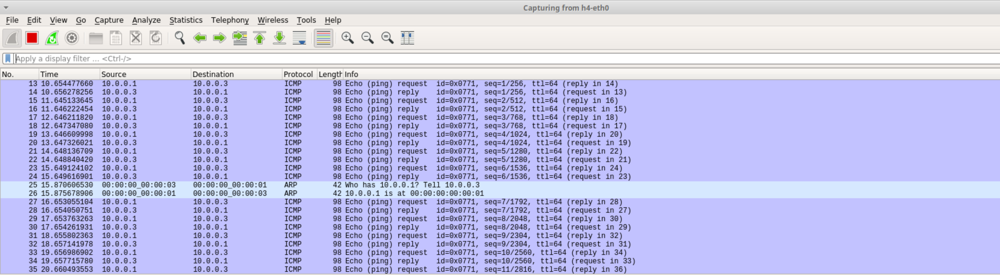 Capturing from h4-eth0
File Edit View Go Capture Analyze Statistics Telephony Wireless Tools Help
Apply a display filter ... <Ctrl-/>
No. Time Source Destination Protocol Length Info
13 10.654477660 10.0.0.1 10.0.0.3 ICMP 98 Echo (ping) request id=0x0771, seq=1/256, ttl=64 (reply in 14)
14 10.656278256 10.0.0.3 10.0.0.1 ICMP 98 Echo (ping) reply id=0x0771, seq=1/256, ttl=64 (request in 13)
15 11.645133645 10.0.0.1 10.0.0.3 ICMP 98 Echo (ping) request id=0x0771, seq=2/512, ttl=64 (reply in 16)
16 11.646222454 10.0.0.3 10.0.0.1 ICMP 98 Echo (ping) reply id=0x0771, seq=2/512, ttl=64 (request in 15)
17 12.646211820 10.0.0.1 10.0.0.3 ICMP 98 Echo (ping) request id=0x0771, seq=3/768, ttl=64 (reply in 18)
18 12.647347080 10.0.0.3 10.0.0.1 ICMP 98 Echo (ping) reply id=0x0771, seq=3/768, ttl=64 (request in 17)
19 13.646609998 10.0.0.1 10.0.0.3 ICMP 98 Echo (ping) request id=0x0771, seq=4/1024, ttl=64 (reply in 20)
20 13.647326021 10.0.0.3 10.0.0.1 ICMP 98 Echo (ping) reply id=0x0771, seq=4/1024, ttl=64 (request in 19)
21 14.648136709 10.0.0.1 10.0.0.3 ICMP 98 Echo (ping) request id=0x0771, seq=5/1280, ttl=64 (reply in 22)
22 14.648840420 10.0.0.3 10.0.0.1 ICMP 98 Echo (ping) reply id=0x0771, seq=5/1280, ttl=64 (request in 21)
23 15.649124102 10.0.0.1 10.0.0.3 ICMP 98 Echo (ping) request id=0x0771, seq=6/1536, ttl=64 (reply in 24)
24 15.649616901 10.0.0.3 10.0.0.1 ICMP 98 Echo (ping) reply id=0x0771, seq=6/1536, ttl=64 (request in 23)
25 15.870606530 00:00:00_00:00:03 00:00:00_00:00:01 ARP 42 Who has 10.0.0.1? Tell 10.0.0.3
26 15.875678906 00:00:00_00:00:01 00:00:00_00:00:03 ARP 42 10.0.0.1 is at 00:00:00:00:00:01
27 16.653055104 10.0.0.1 10.0.0.3 ICMP 98 Echo (ping) request id=0x0771, seq=7/1792, ttl=64 (reply in 28)
28 16.654050751 10.0.0.3 10.0.0.1 ICMP 98 Echo (ping) reply id=0x0771, seq=7/1792, ttl=64 (request in 27)
29 17.653763263 10.0.0.1 10.0.0.3 ICMP 98 Echo (ping) request id=0x0771, seq=8/2048, ttl=64 (reply in 30)
30 17.654261931 10.0.0.3 10.0.0.1 ICMP 98 Echo (ping) reply id=0x0771, seq=8/2048, ttl=64 (request in 29)
31 18.655802363 10.0.0.1 10.0.0.3 ICMP 98 Echo (ping) request id=0x0771, seq=9/2304, ttl=64 (reply in 32)
32 18.657141978 10.0.0.3 10.0.0.1 ICMP 98 Echo (ping) reply id=0x0771, seq=9/2304, ttl=64 (request in 31)
33 19.656986902 10.0.0.1 10.0.0.3 ICMP 98 Echo (ping) request id=0x0771, seq=10/2560, ttl=64 (reply in 34)
34 19.657715780 10.0.0.3 10.0.0.1 ICMP 98 Echo (ping) reply id=0x0771, seq=10/2560, ttl=64 (request in 33)
35 20.660493553 10.0.0.1 10.0.0.3 ICMP 98 Echo (ping) request id=0x0771, seq=11/2816, ttl=64 (reply in 36)